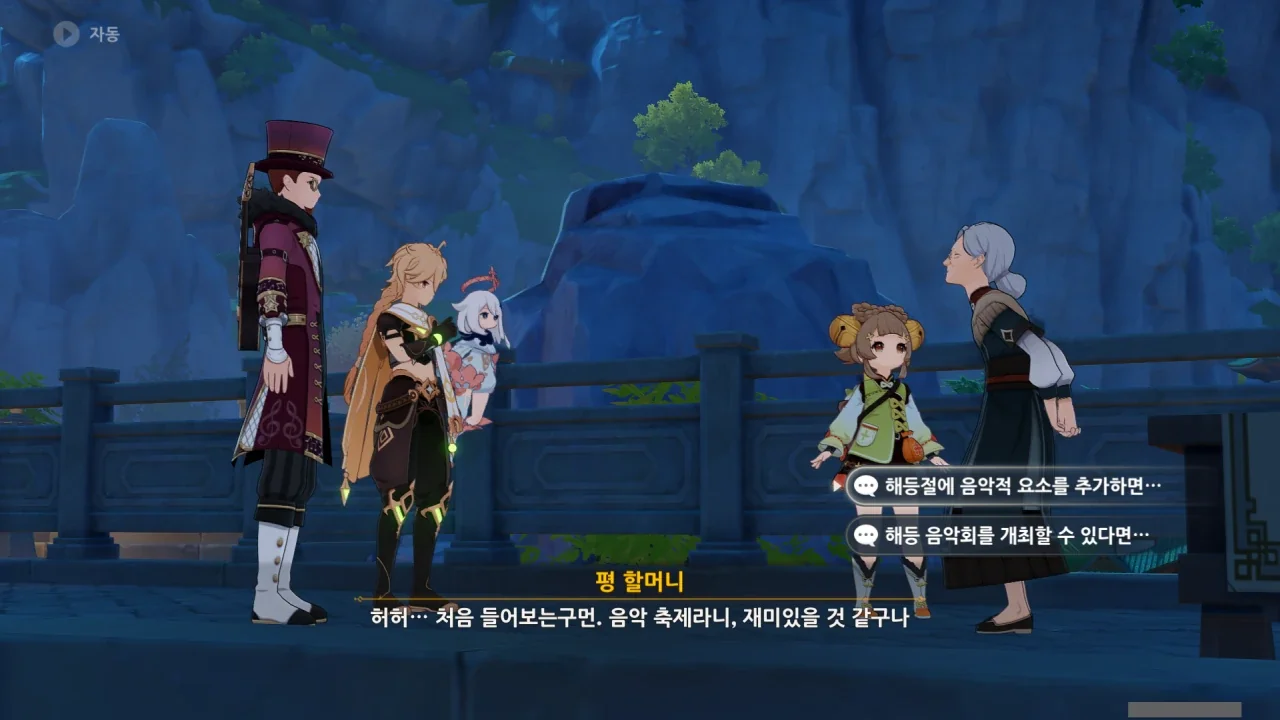 자동
해등절에 음악적 요소를 추가하면…
해등 음악회를 개최할 수 있다면…
평 할머니
허허… 처음 들어보는구먼. 음악 축제라니, 재미있을 것 같구나